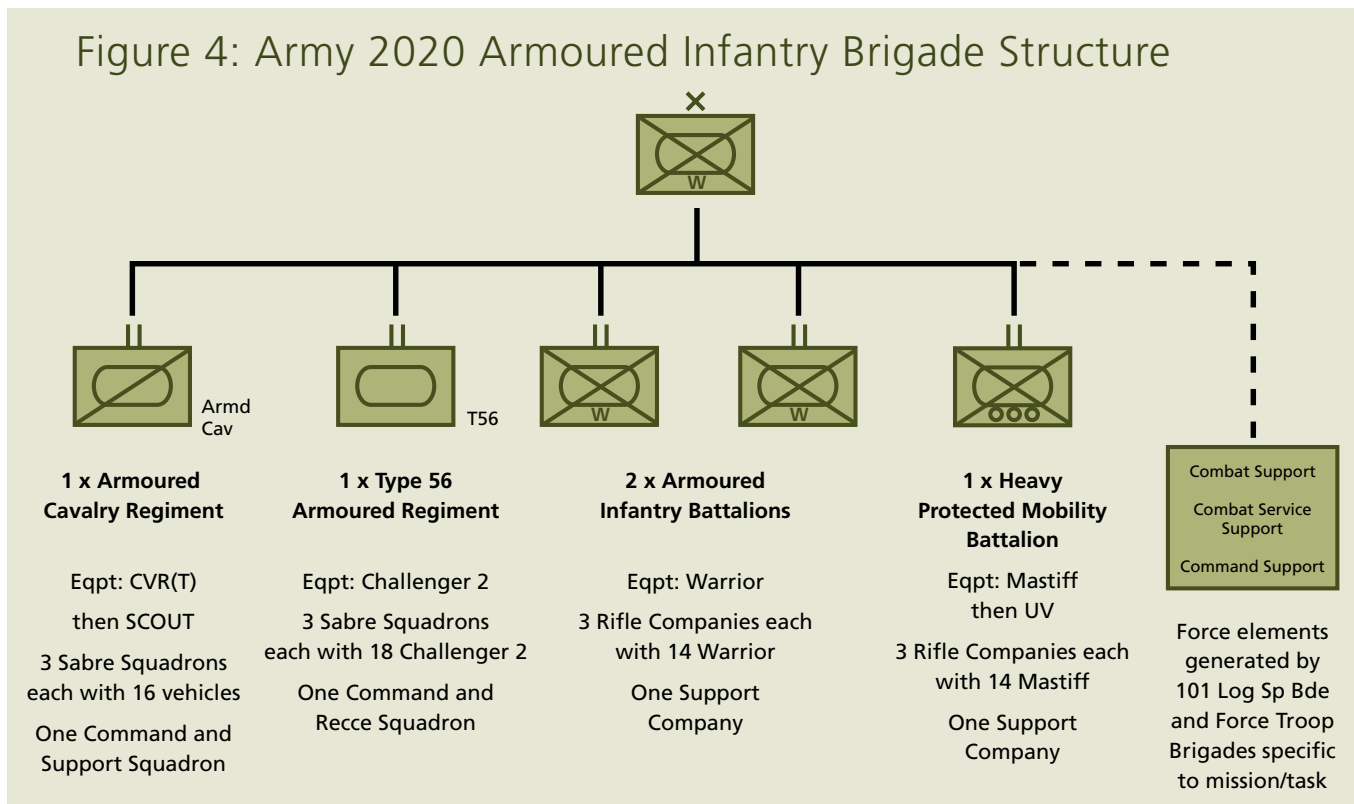 Figure 4: Army 2020 Armoured Infantry Brigade Structure
W
Armd
Cav
T56
W
W
1 x Armoured
Cavalry Regiment
Eqpt: CVR(T)
then SCOUT
3 Sabre Squadrons
each with 16 vehicles
One Command and
Support Squadron
1 x Type 56
Armoured Regiment
Eqpt: Challenger 2
3 Sabre Squadrons
each with 18 Challenger 2
One Command and
Recce Squadron
2 x Armoured
Infantry Battalions
Eqpt: Warrior
3 Rifle Companies each
with 14 Warrior
One Support
Company
1 x Heavy
Protected Mobility
Battalion
Eqpt: Mastiff
then UV
3 Rifle Companies each
with 14 Mastiff
One Support
Company
Combat Support
Combat Service
Support
Command Support
Force elements
generated by
101 Log Sp Bde
and Force Troop
Brigades specific
to mission/task